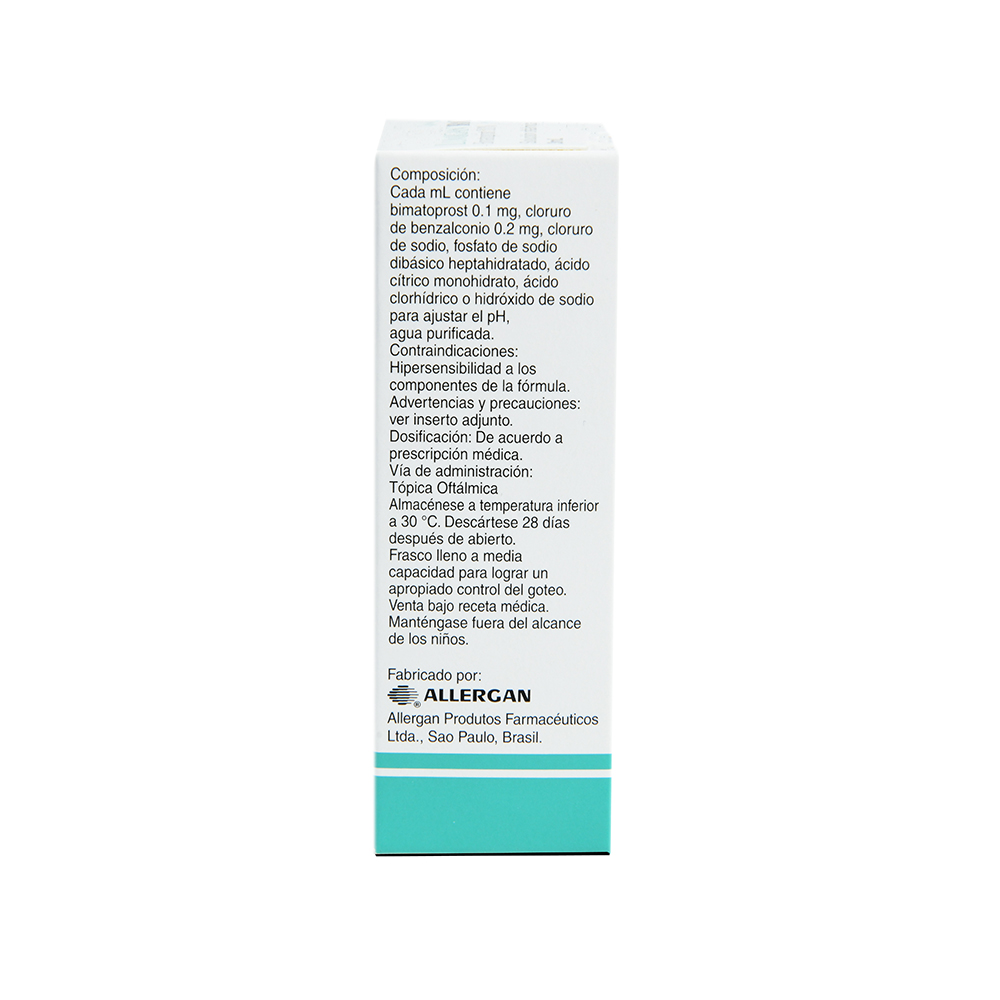 Composición:
Cada mL contiene
bimatoprost 0.1 mg, cloruro
de benzalconio 0.2 mg, cloruro
de sodio, fosfato de sodio
dibásico heptahidratado, ácido
cítrico monohidrato, ácido
clorhídrico o hidróxido de sodio
para ajustar el pH,
agua purificada.
Contraindicaciones:
Hipersensibilidad a los
componentes de la fórmula.
Advertencias y precauciones:
ver inserto adjunto.
Dosificación: De acuerdo a
prescripción médica.
Vía de administración:
Tópica Oftálmica
Almacénese a temperatura inferior
a 30 °C. Descártese 28 días
después de abierto.
Frasco lleno a media
capacidad para lograr un
apropiado control del goteo.
Venta bajo receta médica.
Manténgase fuera del alcance
de los niños.
Fabricado por:
® ALLERGAN
Allergan Produtos Farmacéuticos
Ltda., Sao Paulo, Brasil.